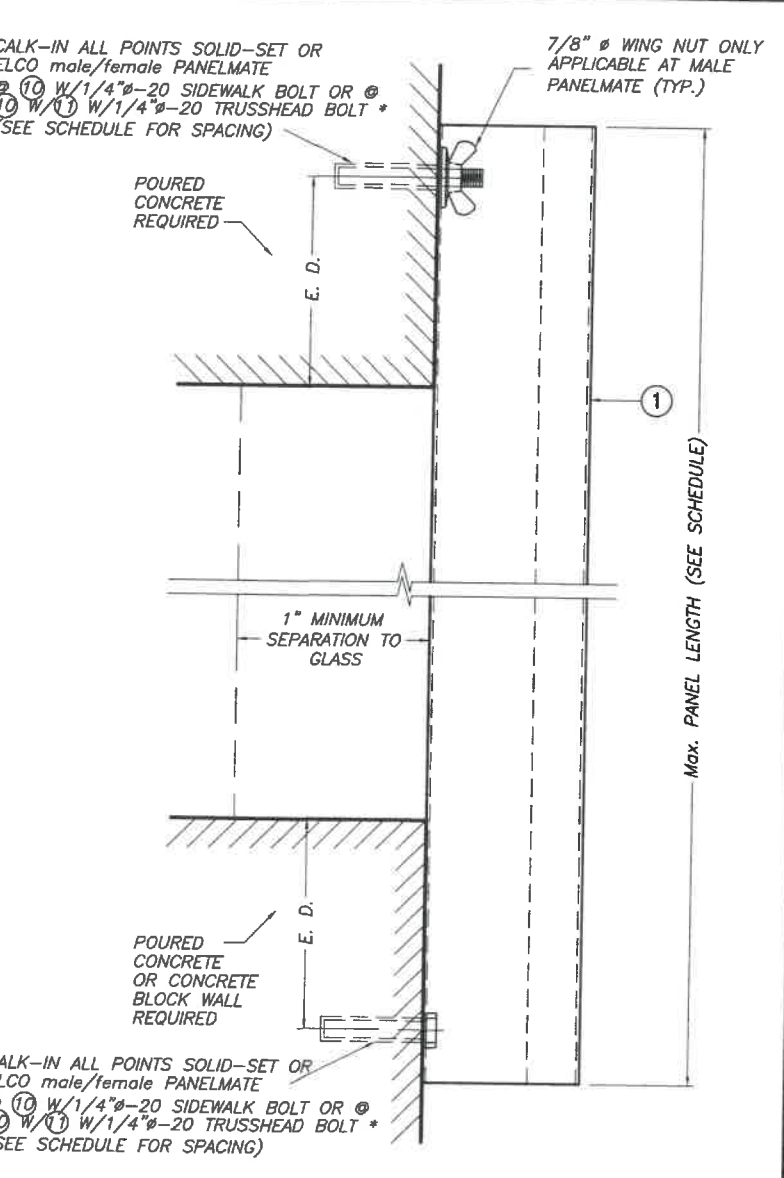 CALK-IN ALL POINTS SOLID-SET OR
ELCO male/female PANELMATE
@ 10 W/1/4"ø-20 SIDEWALK BOLT OR @
10 W/11 W/1/4"ø-20 TRUSSHEAD BOLT *
(SEE SCHEDULE FOR SPACING)
7/8" ø WING NUT ONLY
APPLICABLE AT MALE
PANELMATE (TYP.)
POURED
CONCRETE
REQUIRED
E. D.
1
Max. PANEL LENGTH (SEE SCHEDULE)
1" MINIMUM
SEPARATION TO
GLASS
E. D.
POURED
CONCRETE
OR CONCRETE
BLOCK WALL
REQUIRED
ALK-IN ALL POINTS SOLID-SET OR
LCO male/female PANELMATE
10 W/1/4"ø-20 SIDEWALK BOLT OR @
10 W/11 W/1/4"ø-20 TRUSSHEAD BOLT *
SEE SCHEDULE FOR SPACING)